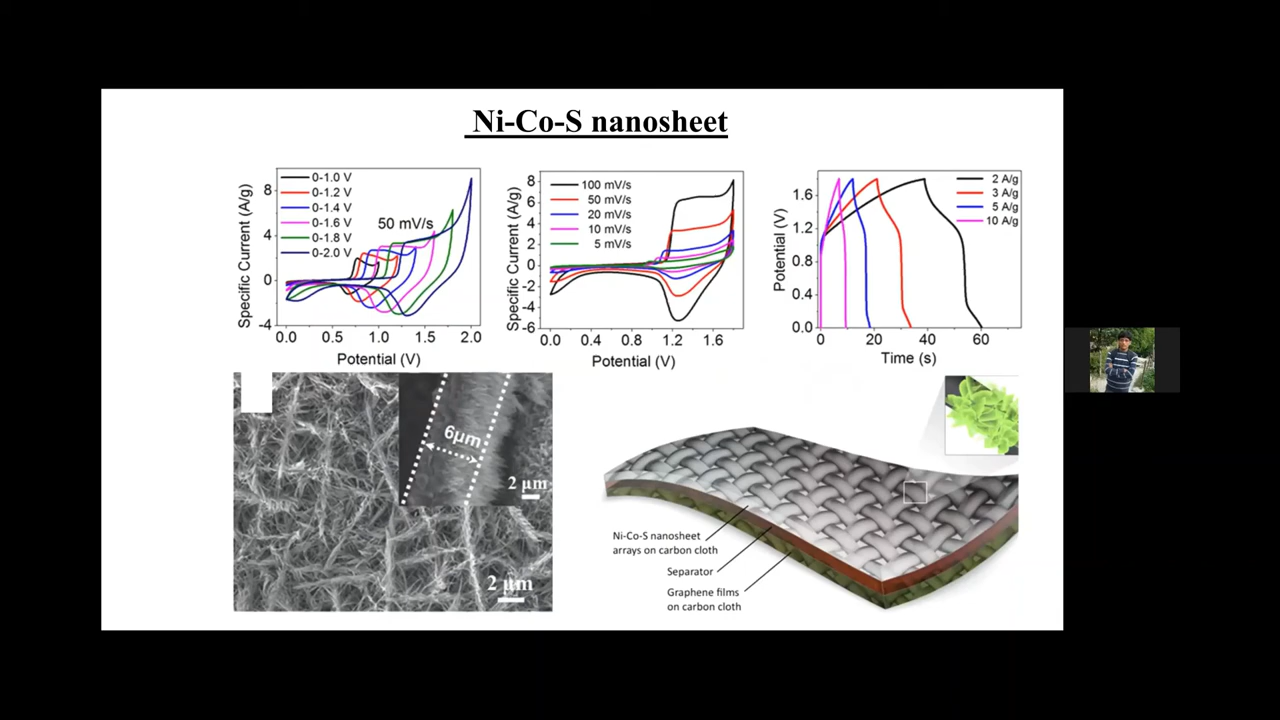 Ni-Co-S nanosheet
0-1.0 V
0-1.2 V
0-1.4 V
0-1.6 V
0-1.8 V
0-2.0 V
50 mV/s
8
4
0
-4
Specific Current (A/g)
0.0 0.5 1.0 1.5 2.0
Potential (V)
100 mV/s
50 mV/s
20 mV/s
10 mV/s
5 mV/s
8
6
4
2
0
-2
-4
-6
Specific Current (A/g)
0.0 0.4 0.8 1.2 1.6
Potential (V)
2 A/g
3 A/g
5 A/g
10 A/g
1.6
1.2
0.8
0.4
0.0
Potential (V)
0 20 40 60
Time (s)
6μm
2 μm
2 μm
Ni-Co-S nanosheet
arrays on carbon cloth
Separator
Graphene films
on carbon cloth